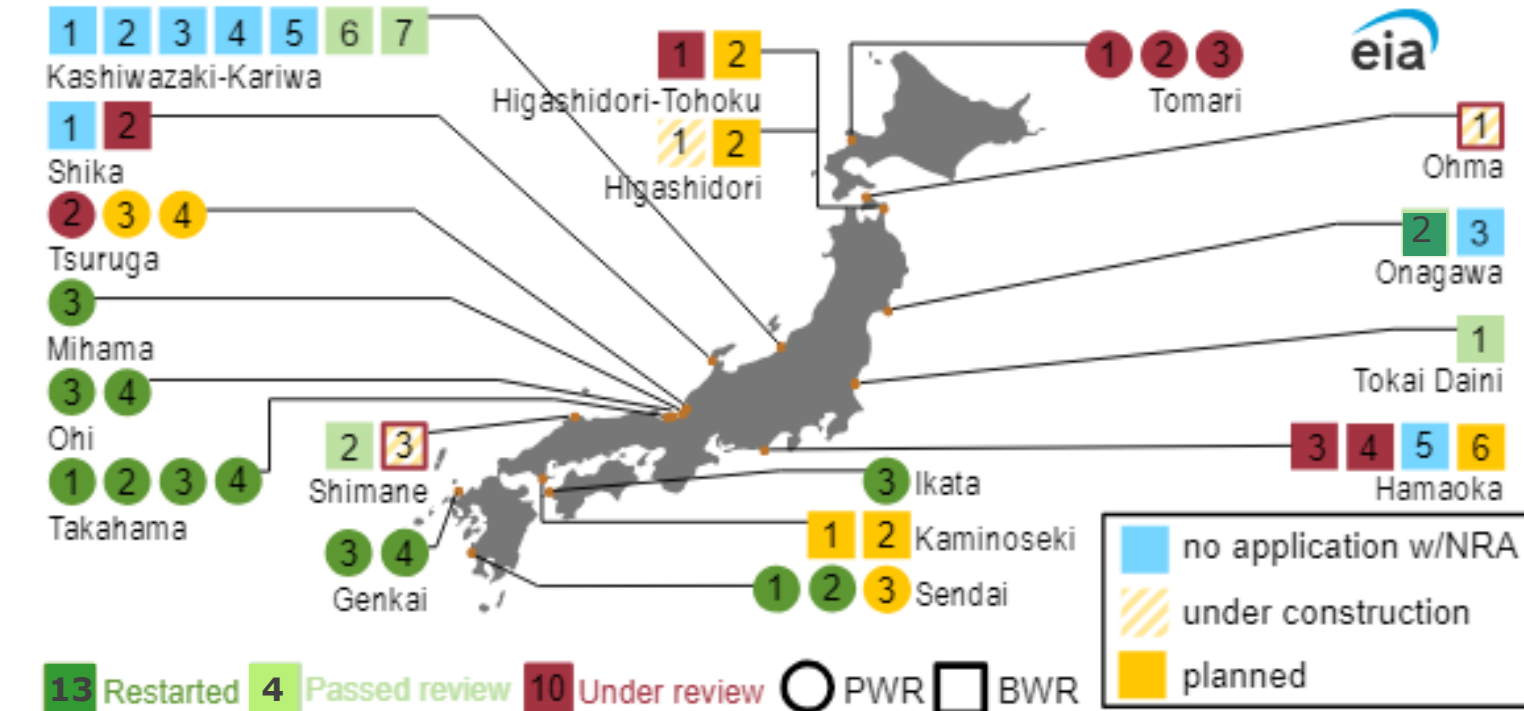 1 2 3 4 5 6 7
Kashiwazaki-Kariwa
1 2
Shika
2 3 4
Tsuruga
3
Mihama
3 4
Ohi
1 2 3 4
Takahama
2 3
Shimane
3 4
Genkai
1 2
Higashidori-Tohoku
1 2
Higashidori
1 2 3
Tomari
eia
1
Ohma
2 3
Onagawa
1
Tokai Daini
3 4 5 6
Hamaoka
3 Ikata
1 2 Kaminoseki
1 2 3 Sendai
no application w/NRA
under construction
planned
13 Restarted 4 Passed review 10 Under review PWR BWR